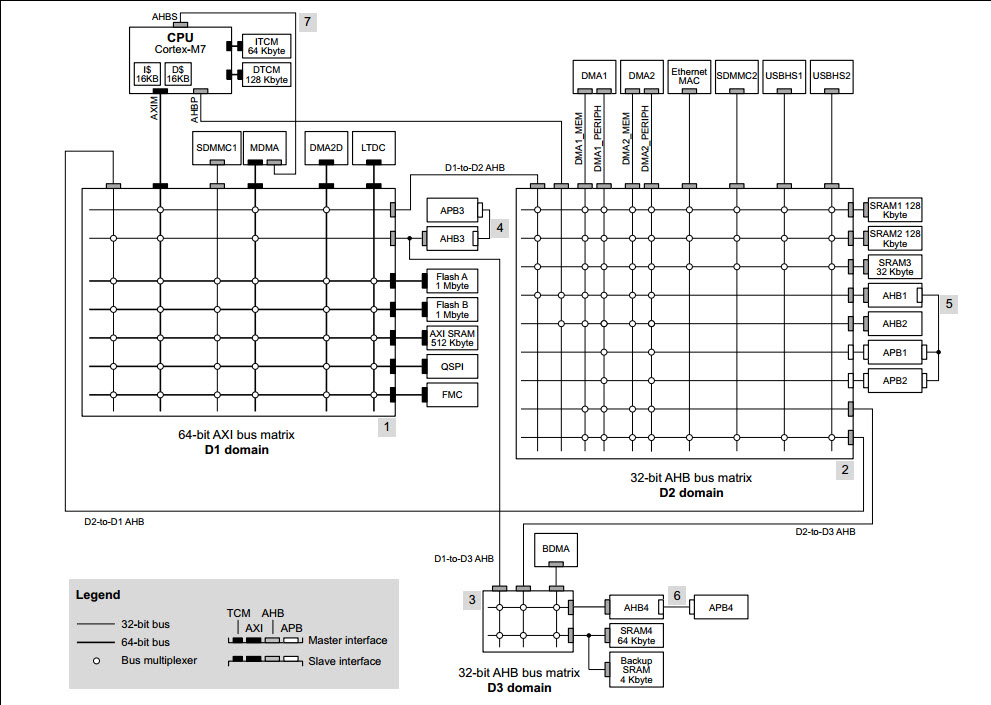 AHBS
7
CPU
Cortex-M7
ITCM
64 Kbyte
I$
16KB
D$
16KB
DTCM
128 Kbyte
AXIM
AHBP
DMA1
DMA2
Ethernet
MAC
SDMMC2
USBHS1
USBHS2
DMA1_MEM
DMA1_PERIPH
DMA2_MEM
DMA2_PERIPH
SDMMC1
MDMA
DMA2D
LTDC
D1-to-D2 AHB
APB3
4
AHB3
Flash A
1 Mbyte
Flash B
1 Mbyte
AXI SRAM
512 Kbyte
QSPI
FMC
1
64-bit AXI bus matrix
D1 domain
SRAM1 128
Kbyte
SRAM2 128
Kbyte
SRAM3
32 Kbyte
AHB1
5
AHB2
APB1
APB2
2
32-bit AHB bus matrix
D2 domain
D2-to-D1 AHB
D2-to-D3 AHB
D1-to-D3 AHB
BDMA
3
AHB4
6
APB4
SRAM4
64 Kbyte
Backup
SRAM
4 Kbyte
32-bit AHB bus matrix
D3 domain
Legend
32-bit bus
64-bit bus
Bus multiplexer
TCM AHB
AXI APB
Master interface
Slave interface